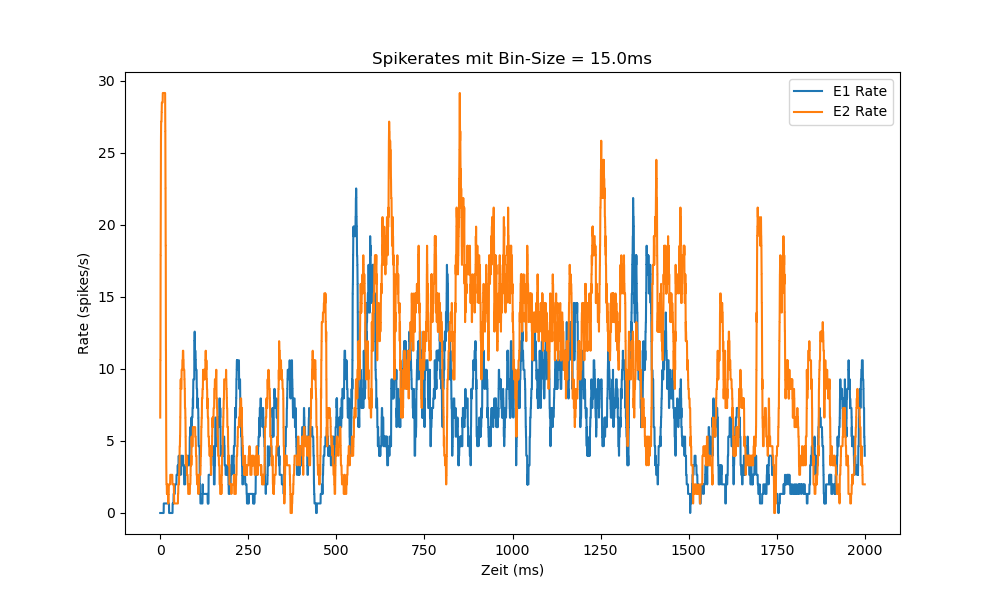 Spikerates mit Bin-Size = 15.0ms
30
25
20
15
10
5
0
Rate (spikes/s)
E1 Rate
E2 Rate
0 250 500 750 1000 1250 1500 1750 2000
Zeit (ms)